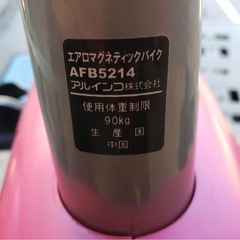 エアロマグネティックバイク
AFB5214
アルインコ株式会社
使用体重制限
90kg
生産国
中国